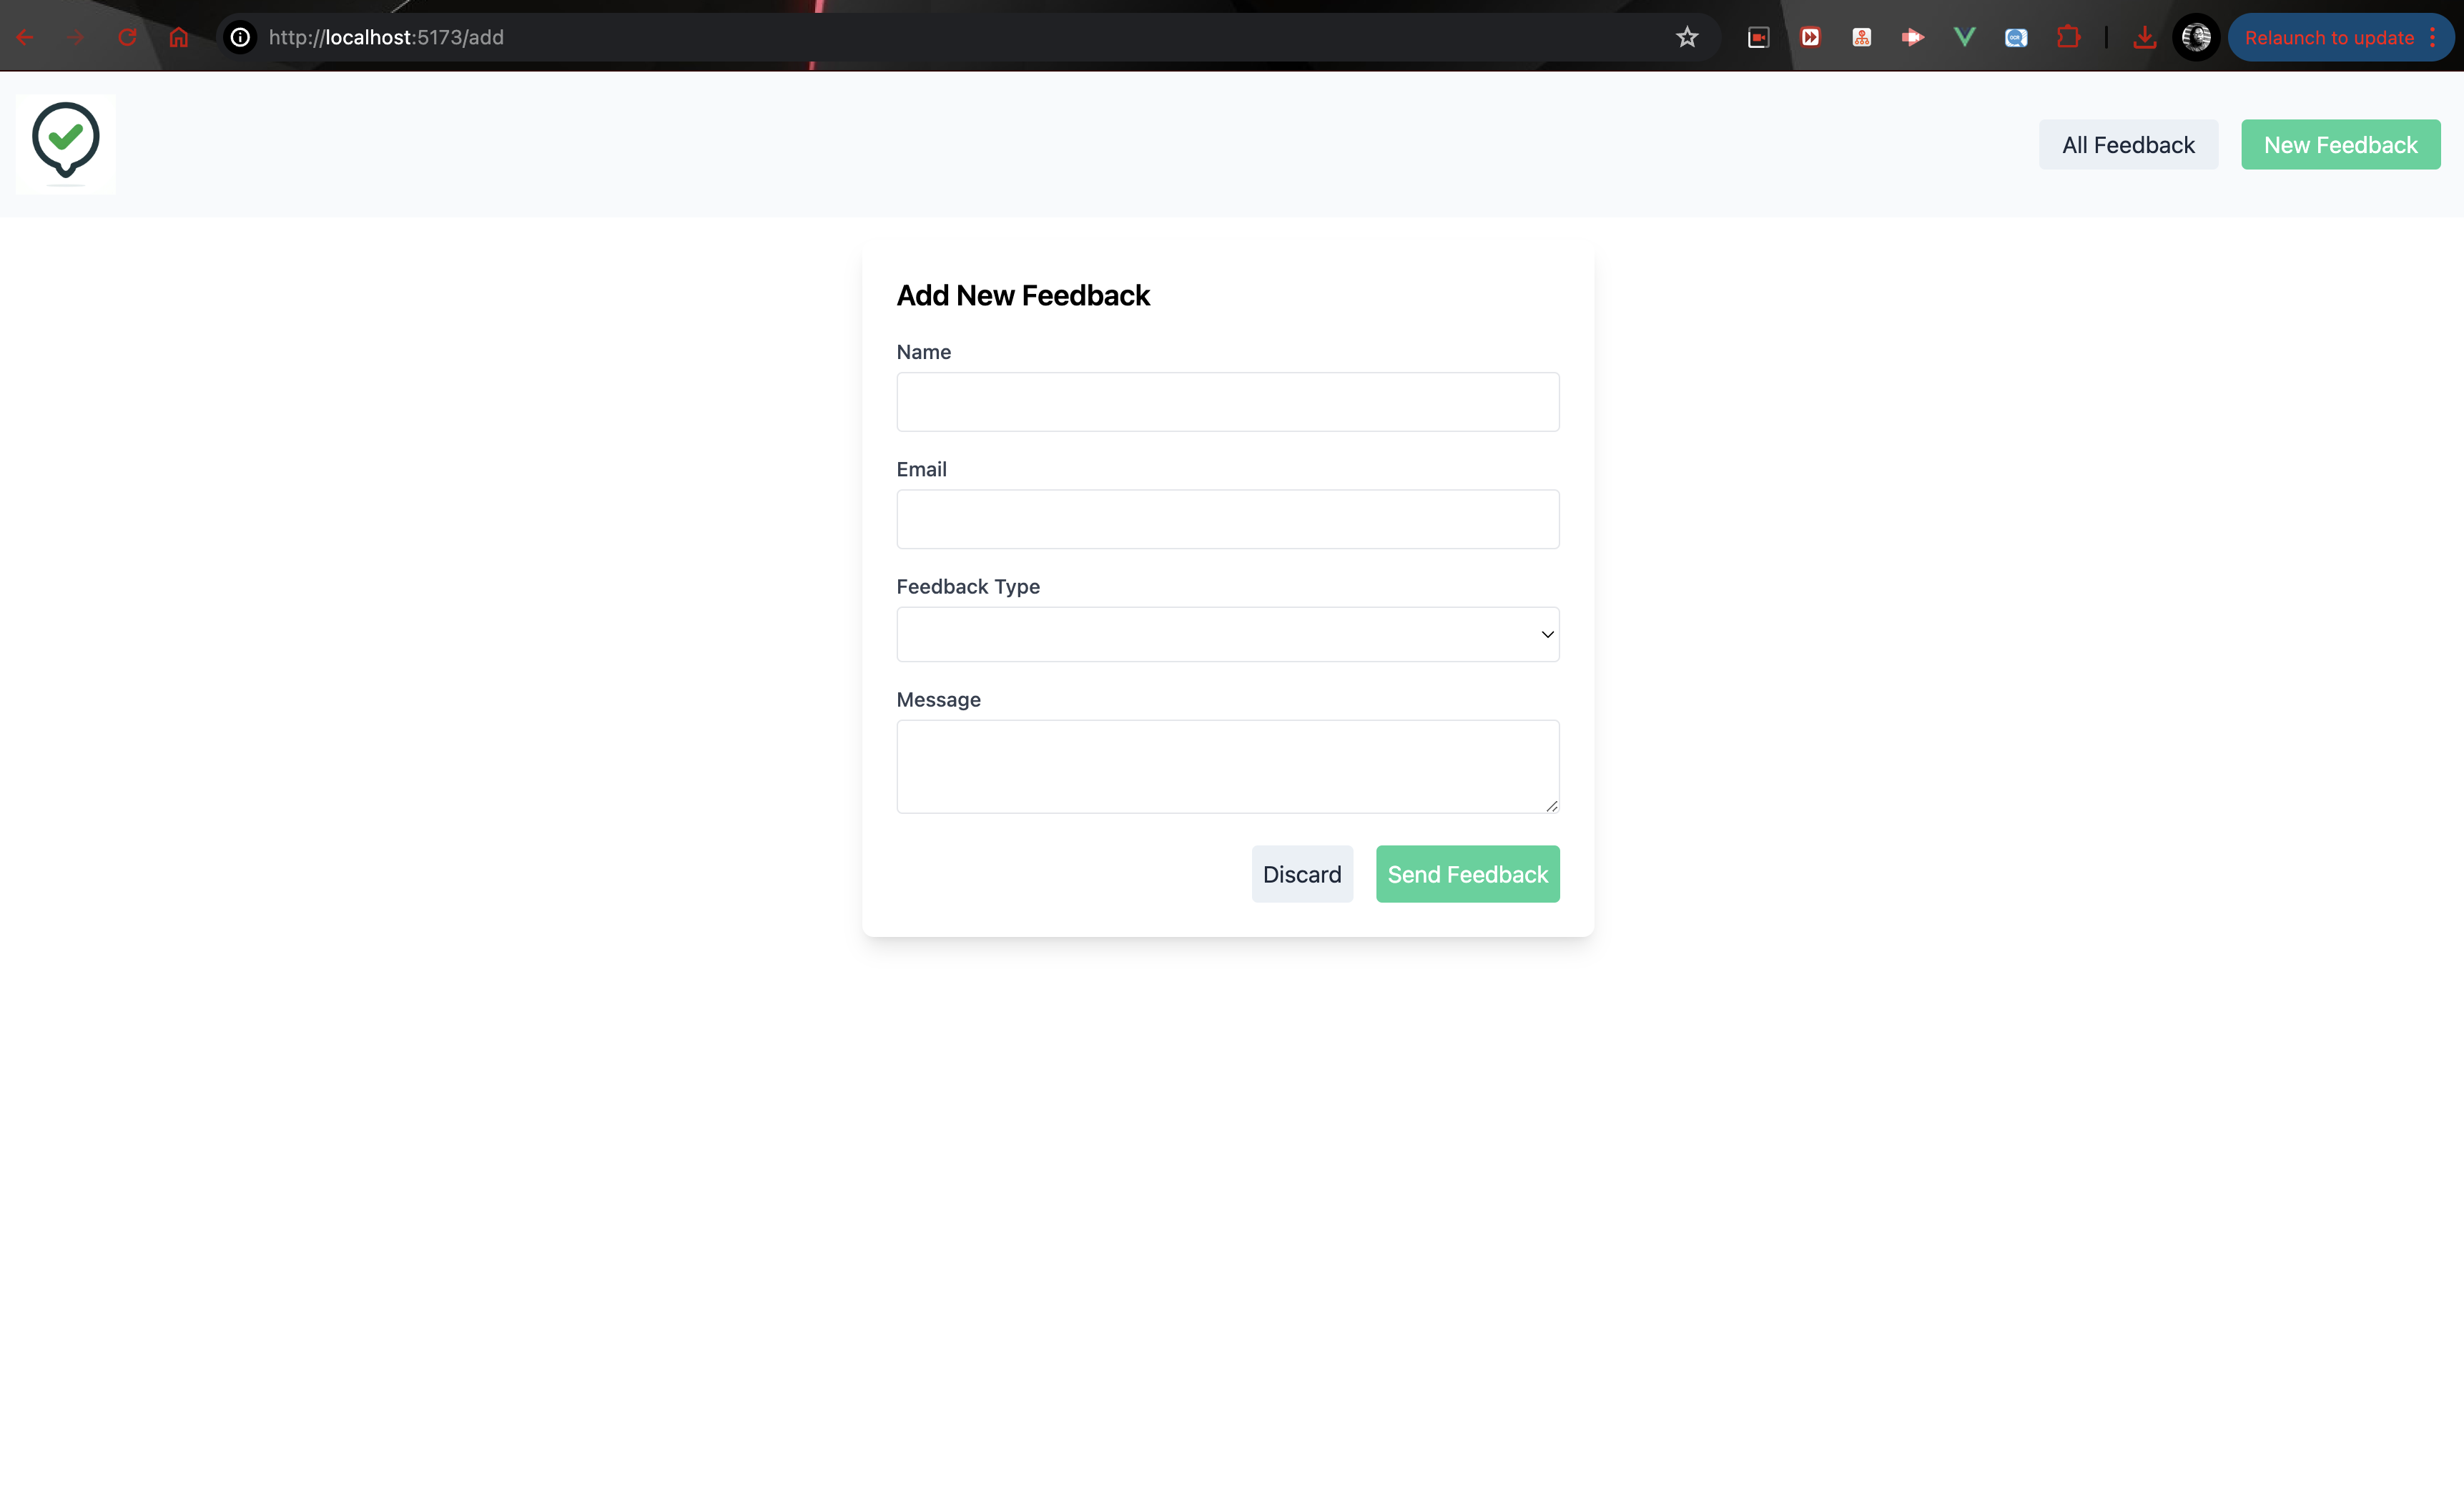 http://localhost:5173/add
Relaunch to update
All Feedback
New Feedback
Add New Feedback
Name
Email
Feedback Type
Message
Discard
Send Feedback